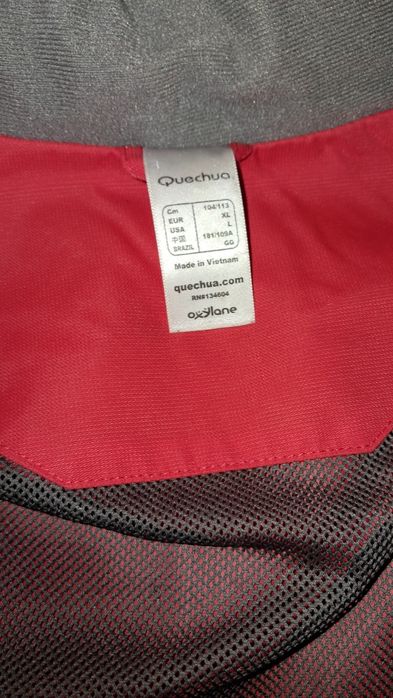 Quechua
Cm 104/113
EUR XL
USA L
中国 181/109A
BRAZIL GG
Made in Vietnam
quechua.com
RN#134604
oxylane